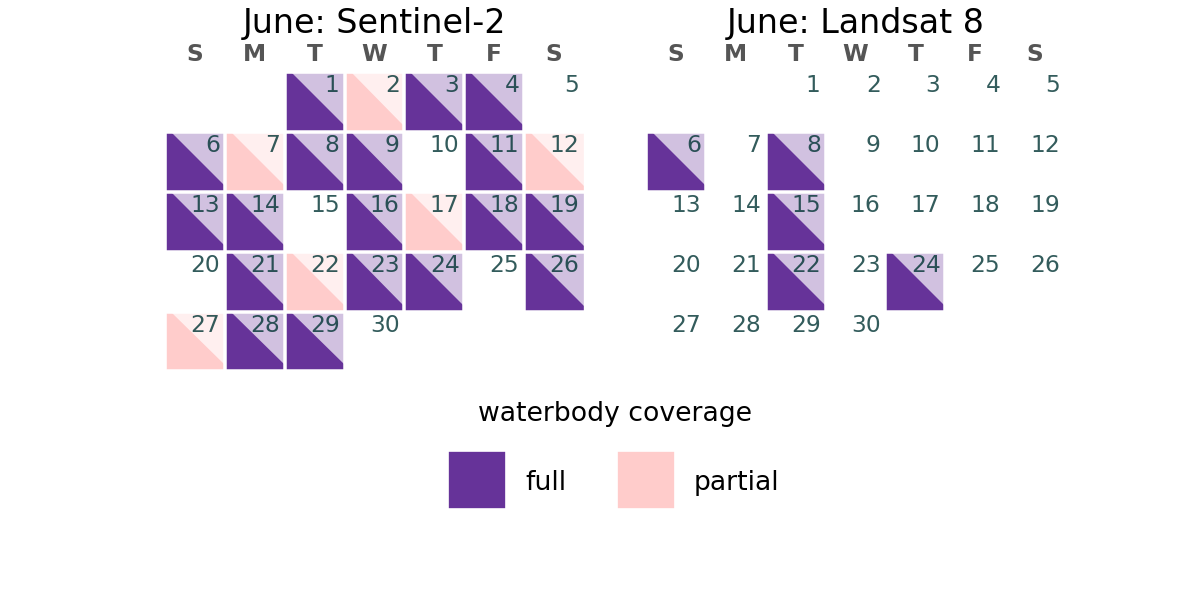 June: Sentinel-2
S M T W T F S
1 2 3 4 5
6 7 8 9 10 11 12
13 14 15 16 17 18 19
20 21 22 23 24 25 26
27 28 29 30
June: Landsat 8
S M T W T F S
1 2 3 4 5
6 7 8 9 10 11 12
13 14 15 16 17 18 19
20 21 22 23 24 25 26
27 28 29 30
waterbody coverage
full partial